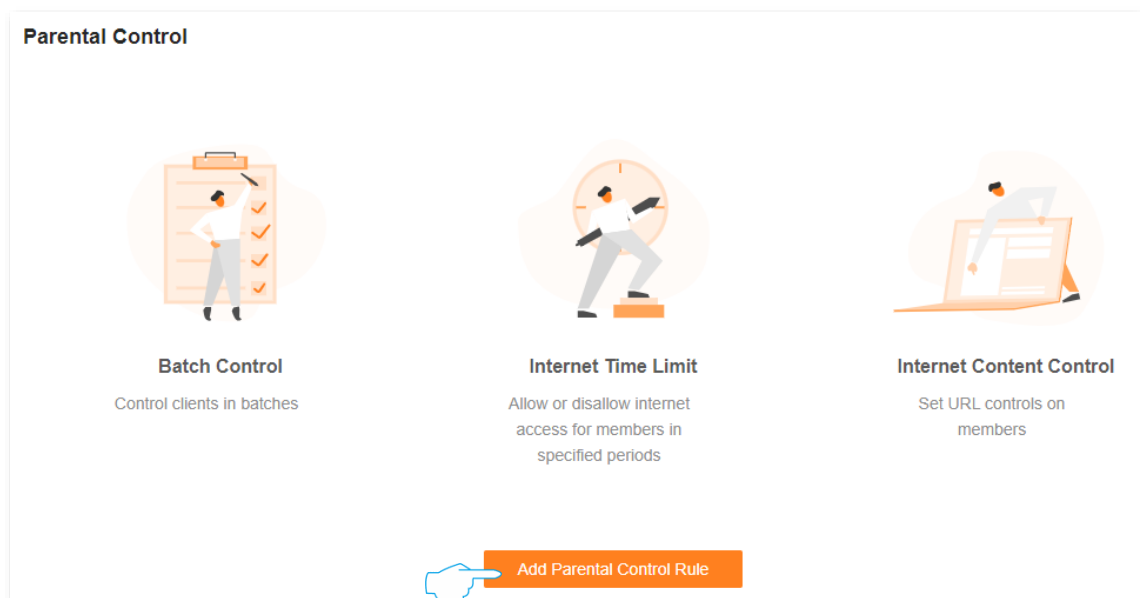 Parental Control
Batch Control
Control clients in batches
Internet Time Limit
Allow or disallow internet
access for members in
specified periods
Internet Content Control
Set URL controls on
members
Add Parental Control Rule